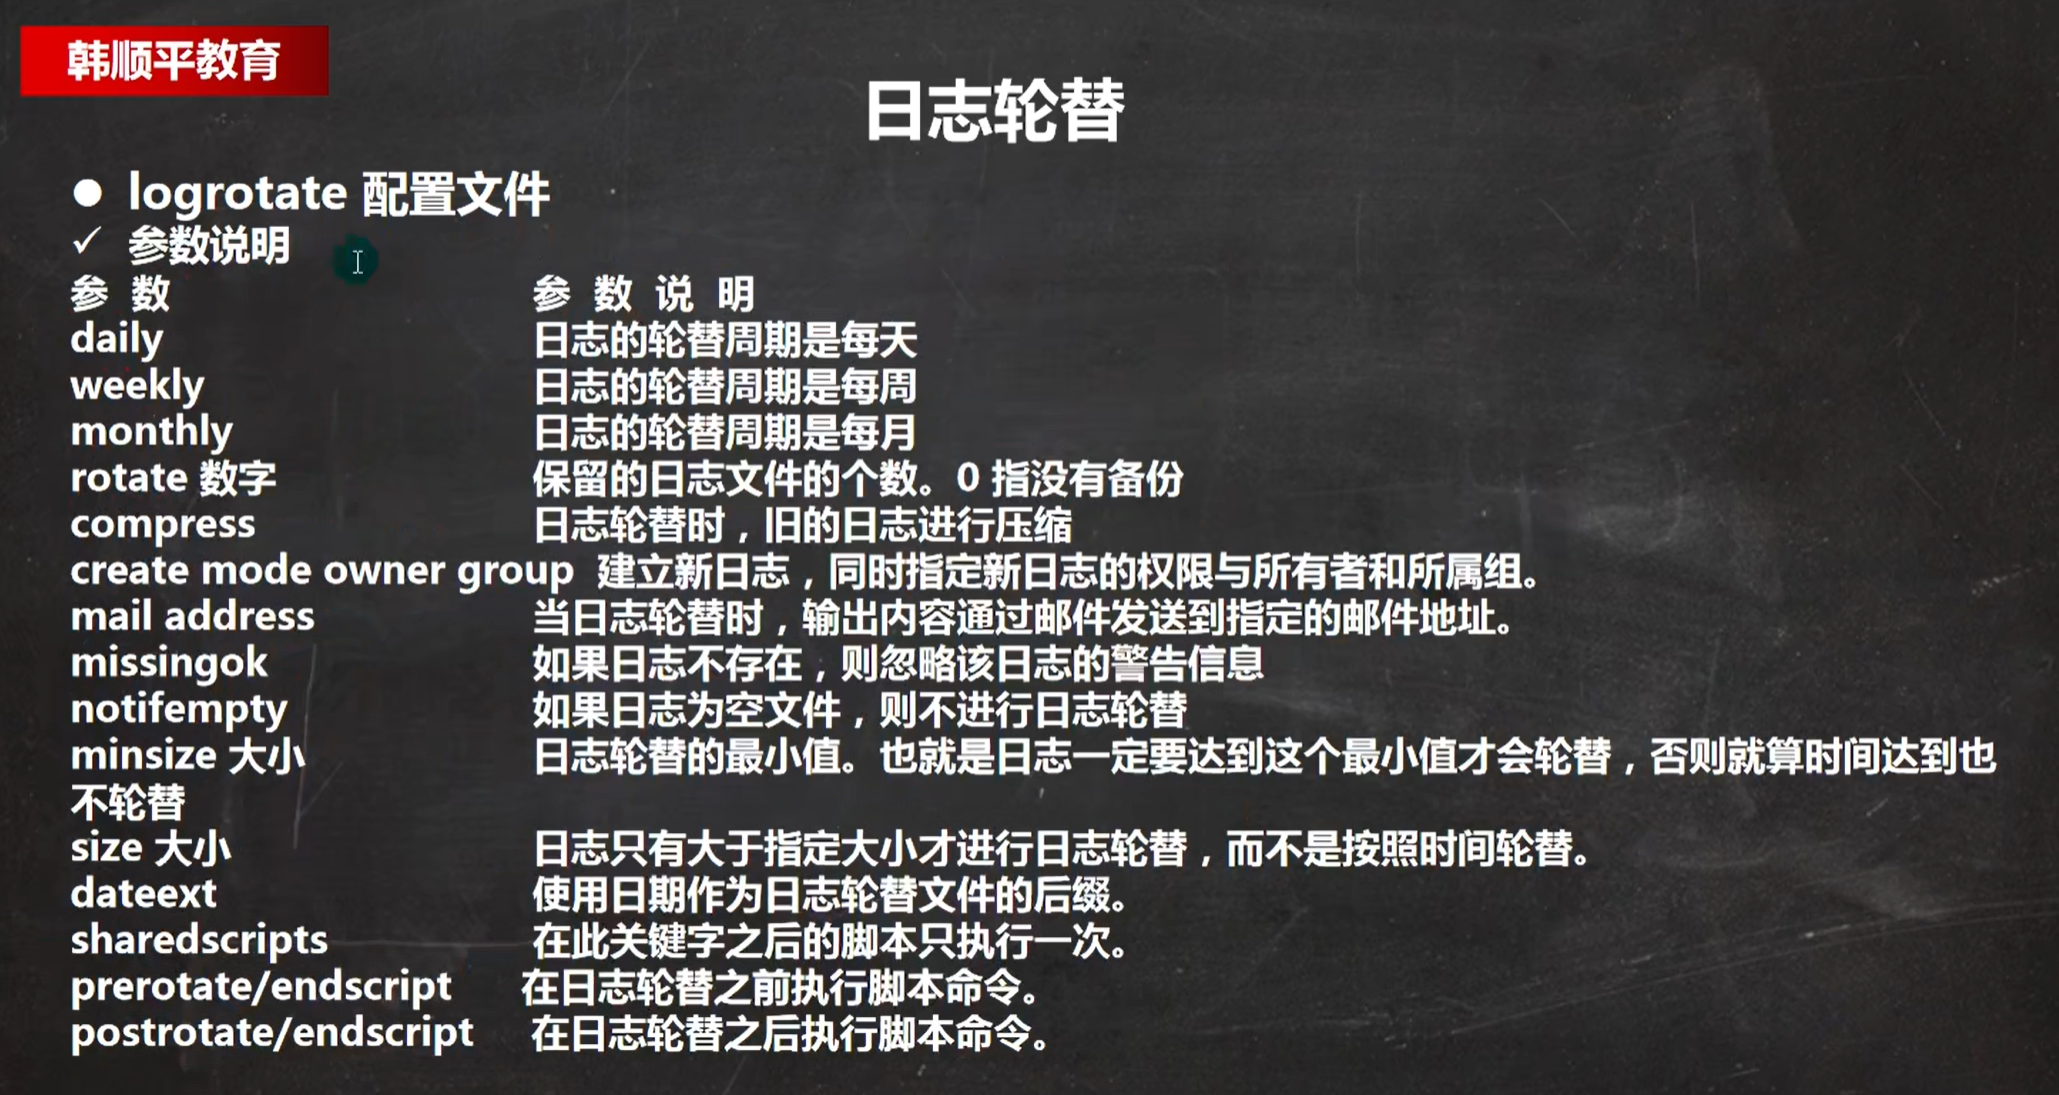 韩顺平教育
日志轮替
● logrotate 配置文件
✓ 参数说明
参 数 参 数 说 明
daily 日志的轮替周期是每天
weekly 日志的轮替周期是每周
monthly 日志的轮替周期是每月
rotate 数字 保留的日志文件的个数。0 指没有备份
compress 日志轮替时，旧的日志进行压缩
create mode owner group 建立新日志，同时指定新日志的权限与所有者和所属组。
mail address 当日志轮替时，输出内容通过邮件发送到指定的邮件地址。
missingok 如果日志不存在，则忽略该日志的警告信息
notifempty 如果日志为空文件，则不进行日志轮替
minsize 大小 日志轮替的最小值。也就是日志一定要达到这个最小值才会轮替，否则就算时间达到也
不轮替
size 大小 日志只有大于指定大小才进行日志轮替，而不是按照时间轮替。
dateext 使用日期作为日志轮替文件的后缀。
sharedscripts 在此关键字之后的脚本只执行一次。
prerotate/endscript 在日志轮替之前执行脚本命令。
postrotate/endscript 在日志轮替之后执行脚本命令。